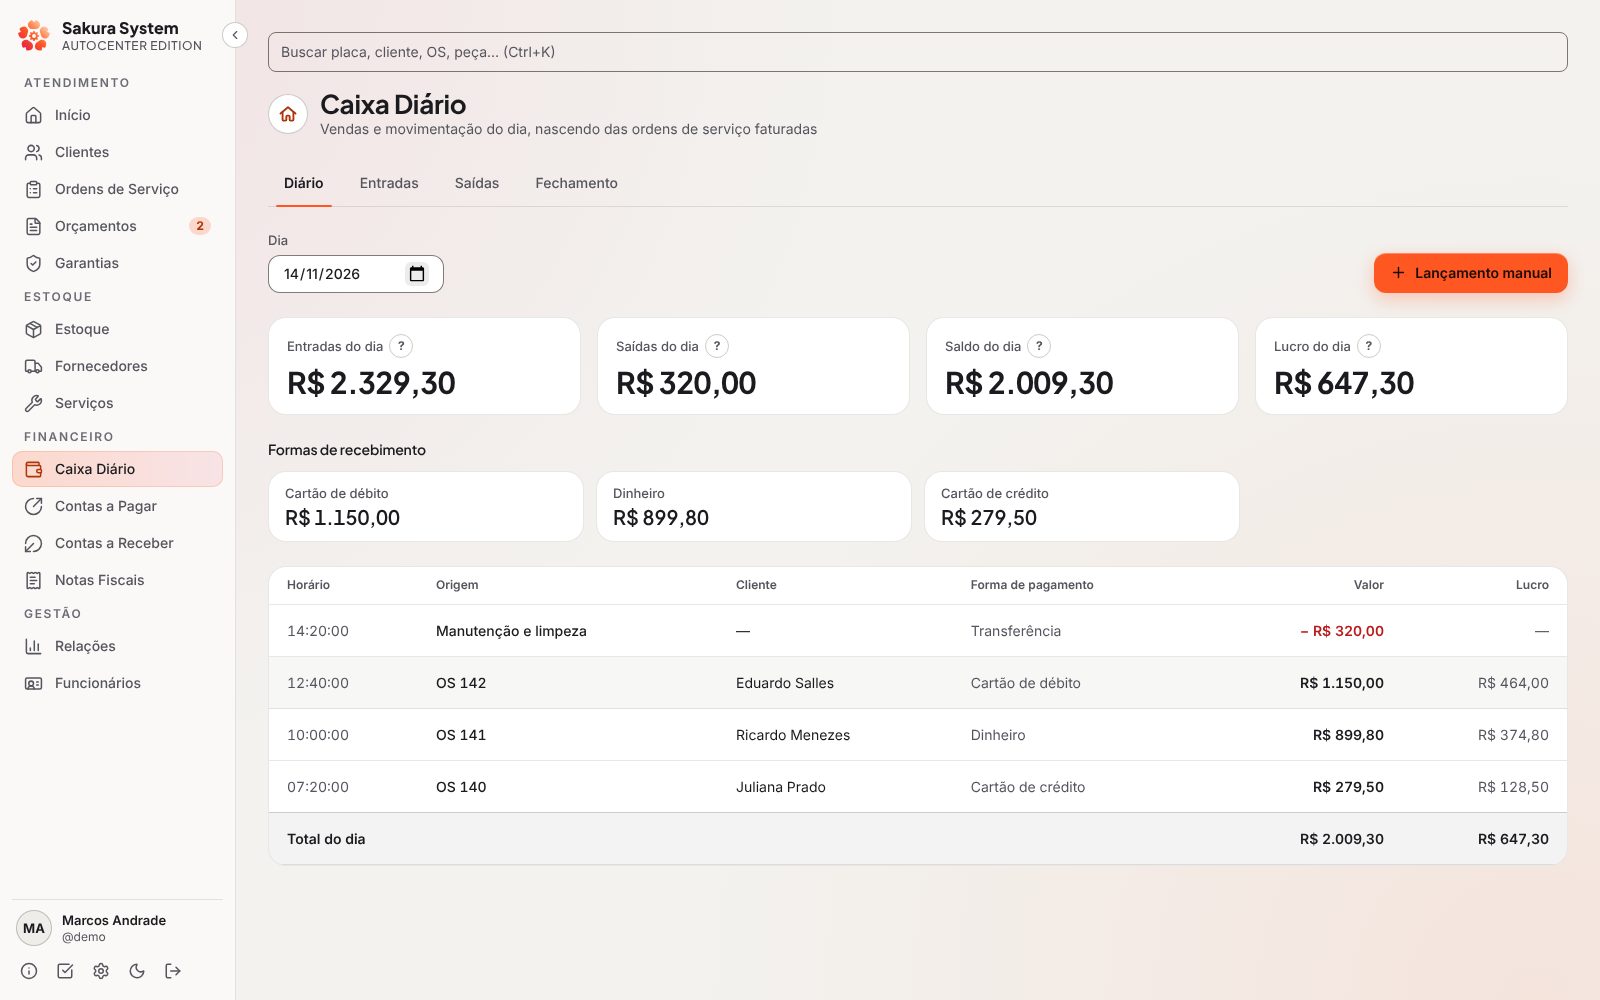 Sakura System
AUTOCENTER EDITION
ATENDIMENTO
Início
Clientes
Ordens de Serviço
Orçamentos 2
Garantias
ESTOQUE
Estoque
Fornecedores
Serviços
FINANCEIRO
Caixa Diário
Contas a Pagar
Contas a Receber
Notas Fiscais
GESTÃO
Relações
Funcionários
MA
Marcos Andrade
@demo
Buscar placa, cliente, OS, peça... (Ctrl+K)
Caixa Diário
Vendas e movimentação do dia, nascendo das ordens de serviço faturadas
Diário Entradas Saídas Fechamento
Dia
14/11/2026
+ Lançamento manual
Entradas do dia ?
R$ 2.329,30
Saídas do dia ?
R$ 320,00
Saldo do dia ?
R$ 2.009,30
Lucro do dia ?
R$ 647,30
Formas de recebimento
Cartão de débito
R$ 1.150,00
Dinheiro
R$ 899,80
Cartão de crédito
R$ 279,50
Horário Origem Cliente Forma de pagamento Valor Lucro
14:20:00 Manutenção e limpeza — Transferência − R$ 320,00 —
12:40:00 OS 142 Eduardo Salles Cartão de débito R$ 1.150,00 R$ 464,00
10:00:00 OS 141 Ricardo Menezes Dinheiro R$ 899,80 R$ 374,80
07:20:00 OS 140 Juliana Prado Cartão de crédito R$ 279,50 R$ 128,50
Total do dia R$ 2.009,30 R$ 647,30